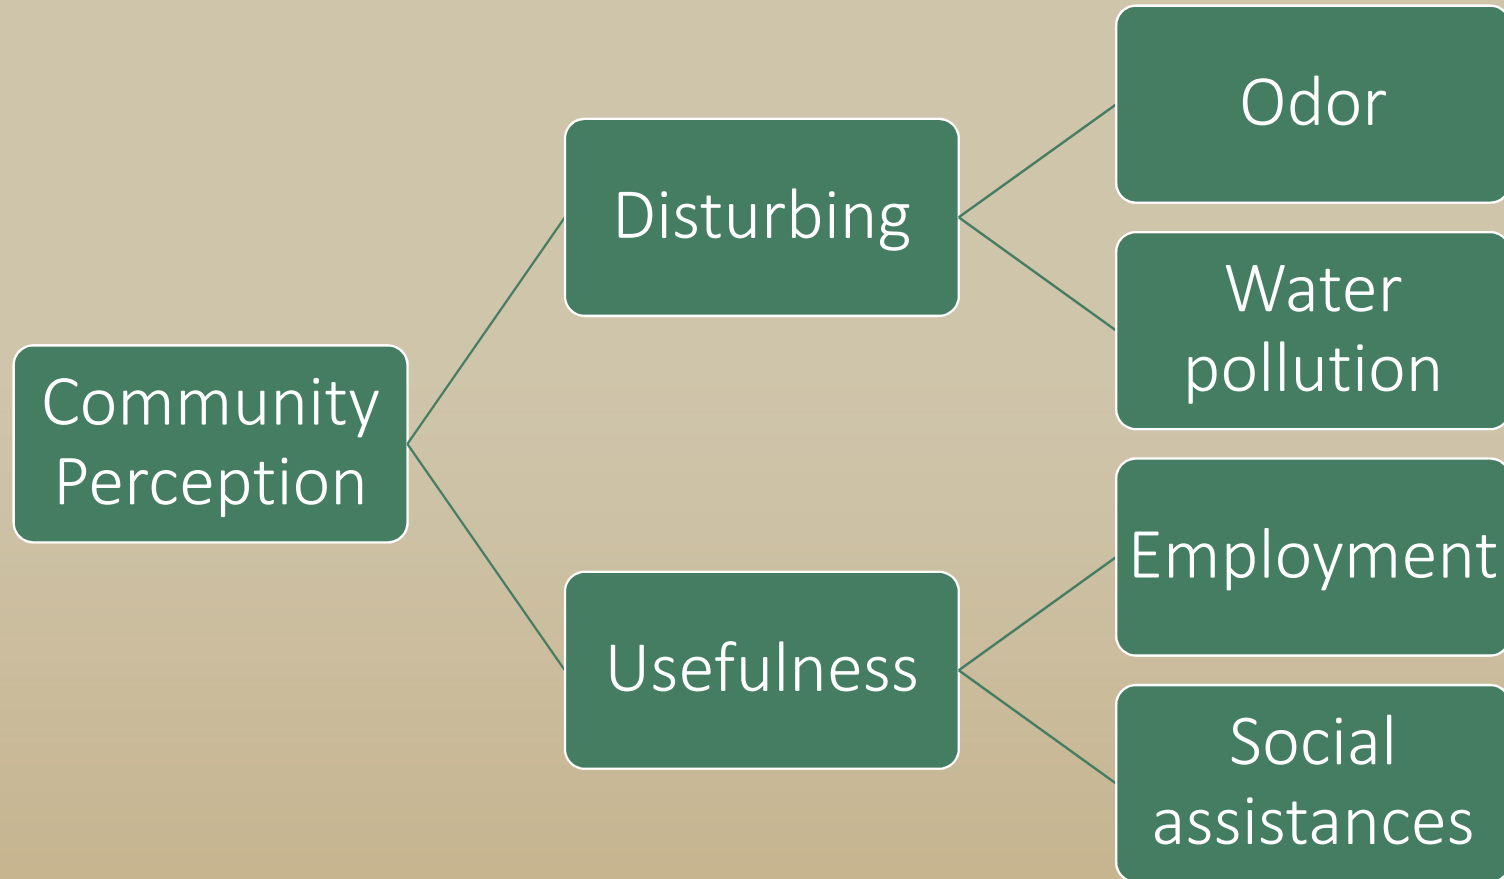 Community
Perception
Disturbing
Odor
Water
pollution
Usefulness
Employment
Social
assistances